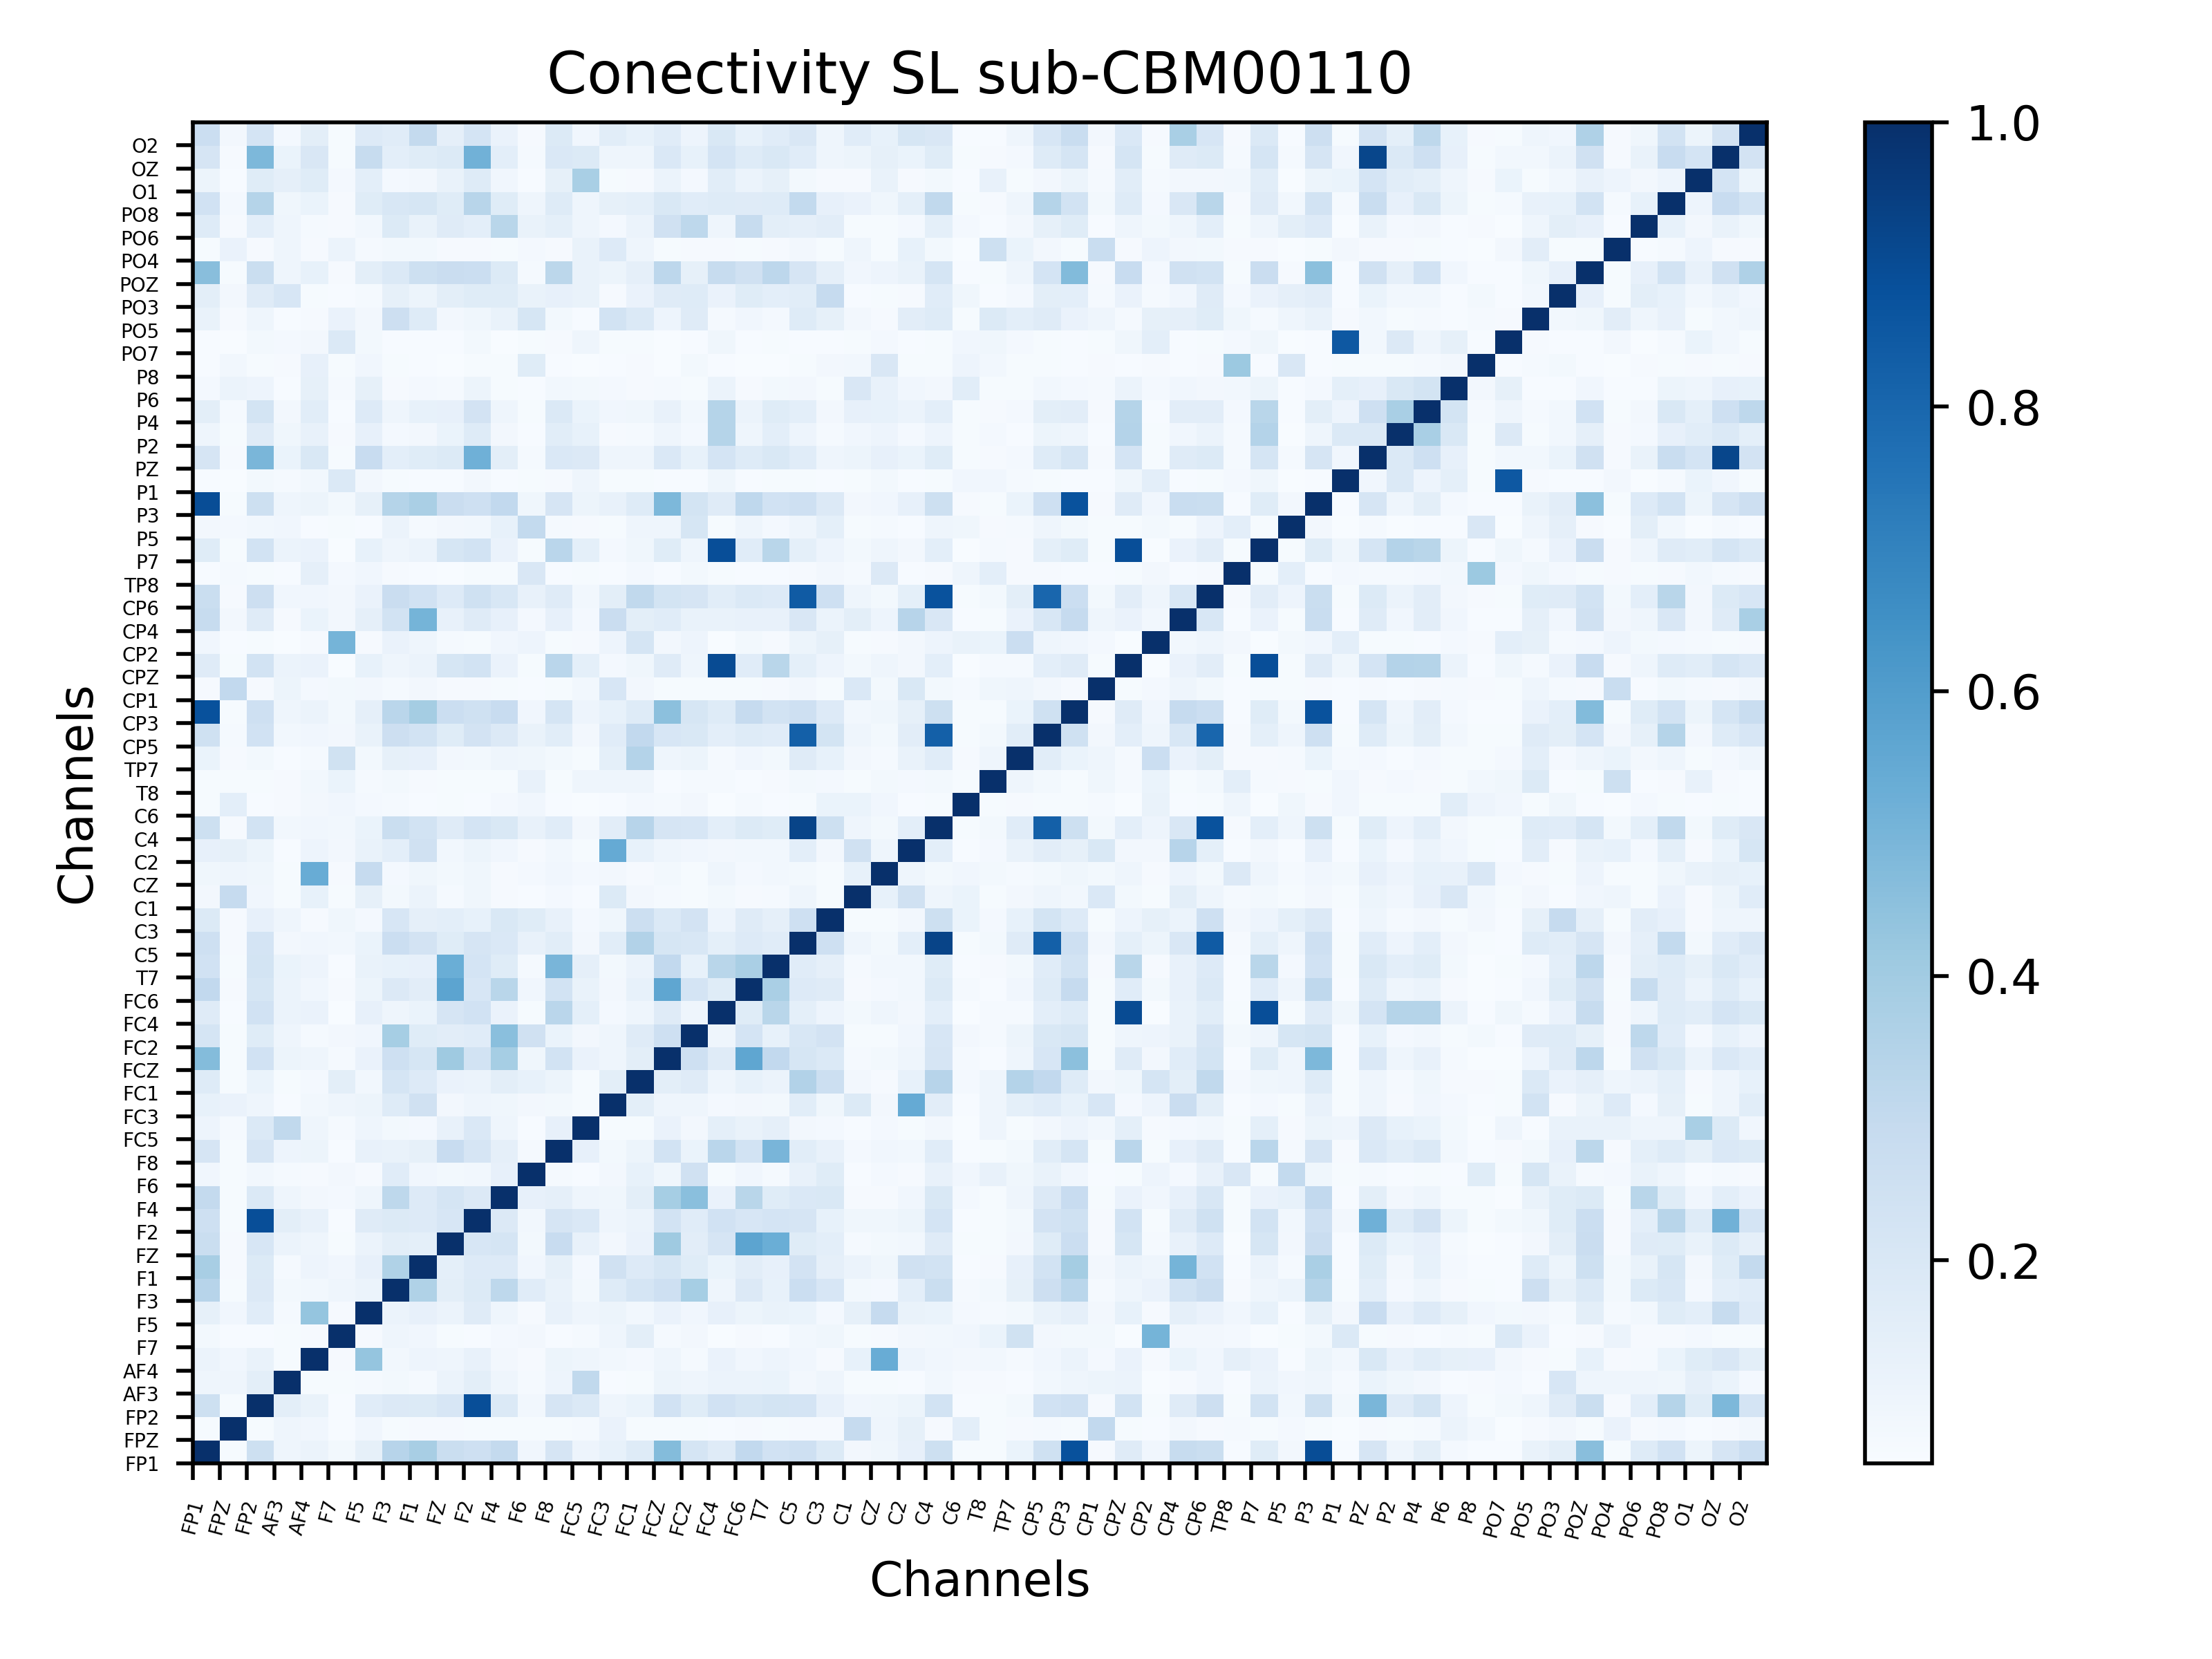 Conectivity SL sub-CBM00110
1.0
0.8
0.6
0.4
0.2
Channels
O2
OZ
O1
PO8
PO6
PO4
POZ
PO3
PO5
PO7
P8
P6
P4
P2
PZ
P1
P3
P5
P7
TP8
CP6
CP4
CP2
CPZ
CP1
CP3
CP5
TP7
T8
C6
C4
C2
CZ
C1
C3
C5
T7
FC6
FC4
FC2
FCZ
FC1
FC3
FC5
F8
F6
F4
F2
FZ
F1
F3
F5
F7
AF4
AF3
FP2
FPZ
FP1
FP1 FPZ FP2 AF3 AF4 F7 F5 F3 F1 FZ F2 F4 F6 F8 FC5 FC3 FC1 FCZ FC2 FC4 FC6 T7 C5 C3 C1 CZ C2 C4 C6 T8 TP7 CP5 CP3 CP1 CPZ CP2 CP4 CP6 TP8 P7 P5 P3 P1 PZ P2 P4 P6 P8 PO7 PO5 PO3 POZ PO4 PO6 PO8 O1 OZ O2
Channels